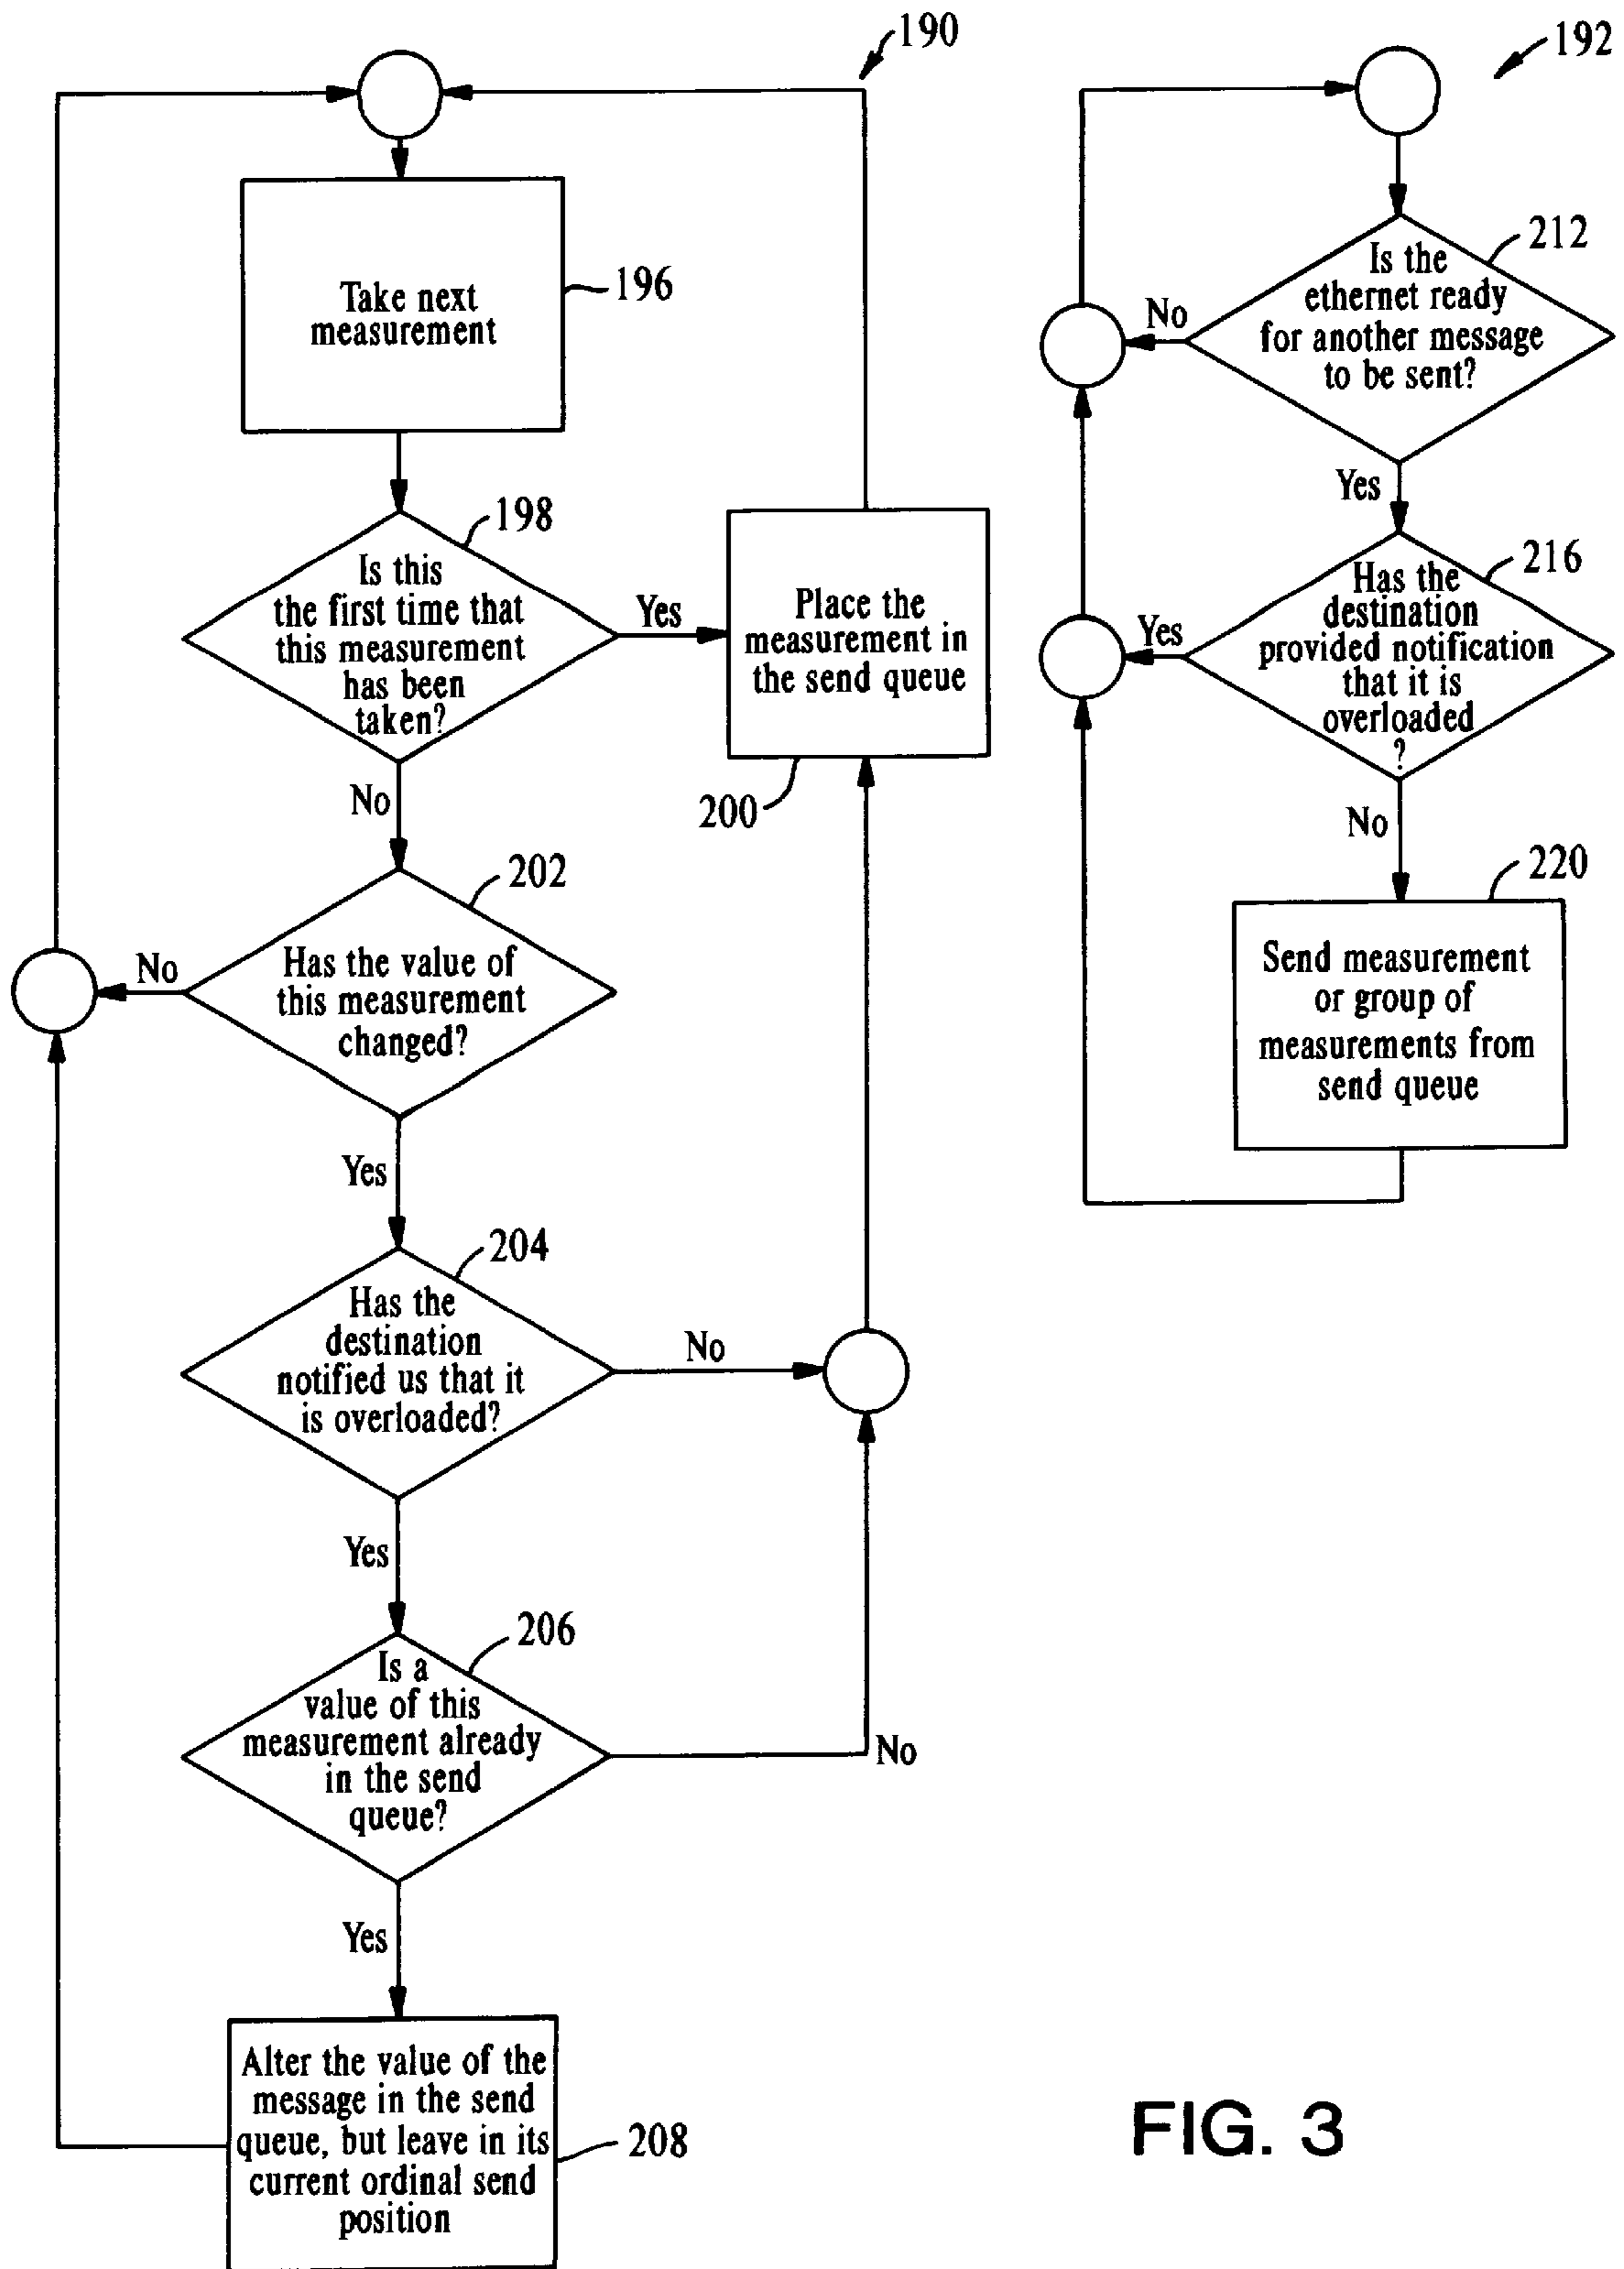 190
Take next
measurement
196
198
Is this
the first time that
this measurement
has been
taken?
Yes
Place the
measurement in
the send queue
200
No
202
Has the value of
this measurement
changed?
No
Yes
204
Has the
destination
notified us that it
is overloaded?
No
Yes
206
Is a
value of this
measurement already
in the send
queue?
No
Yes
Alter the value of the
message in the send
queue, but leave in its
current ordinal send
position
208
192
212
Is the
ethernet ready
for another message
to be sent?
No
Yes
216
Has the
destination
provided notification
that it is
overloaded
?
Yes
No
220
Send measurement
or group of
measurements from
send queue
FIG. 3